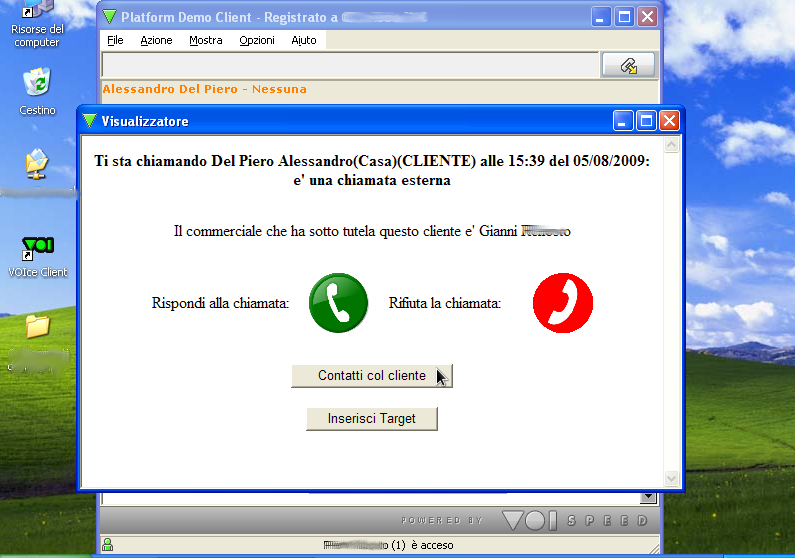 Risorse del
computer
Cestino
VOIce Client
Platform Demo Client - Registrato a
File Azione Mostra Opzioni Aiuto
Alessandro Del Piero - Nessuna
Visualizzatore
Ti sta chiamando Del Piero Alessandro(Casa)(CLIENTE) alle 15:39 del 05/08/2009:
e' una chiamata esterna
Il commerciale che ha sotto tutela questo cliente e' Gianni
Rispondi alla chiamata: Rifiuta la chiamata:
Contatti col cliente
Inserisci Target
POWERED BY VOI SPEED
(1) è acceso